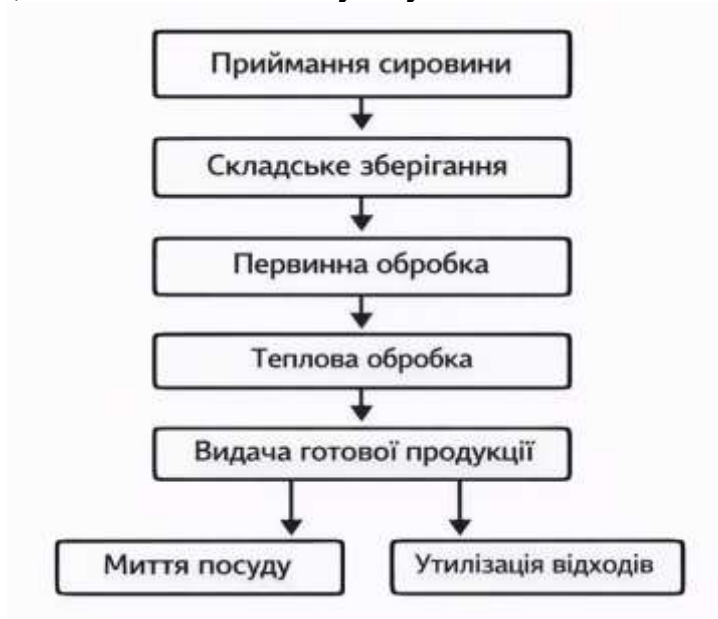 Приймання сировини
Складське зберігання
Первинна обробка
Теплова обробка
Видача готової продукції
Миття посуду
Утилізація відходів